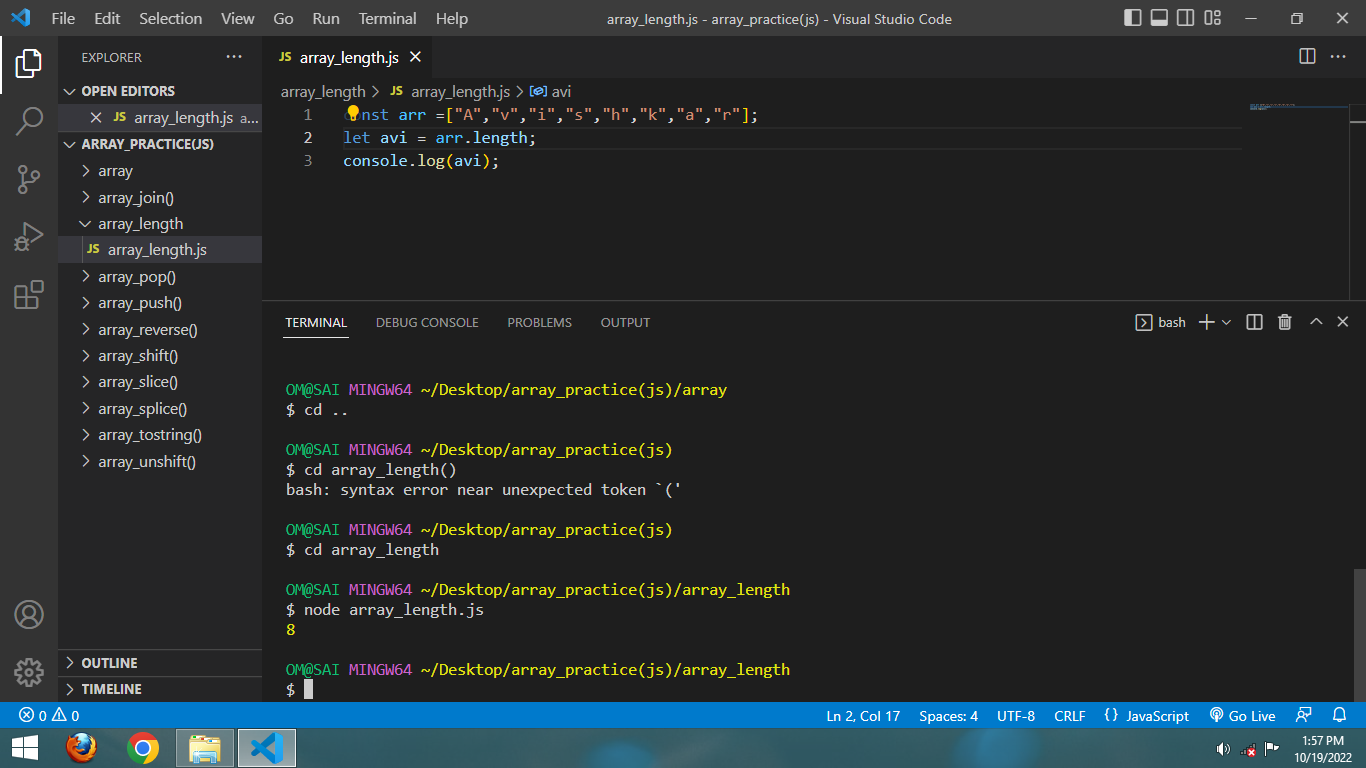 File Edit Selection View Go Run Terminal Help array_length.js - array_practice(js) - Visual Studio Code
EXPLORER
JS array_length.js
OPEN EDITORS
JS array_length.js a...
ARRAY_PRACTICE(JS)
array
array_join()
array_length
JS array_length.js
array_pop()
array_push()
array_reverse()
array_shift()
array_slice()
array_splice()
array_tostring()
array_unshift()
OUTLINE
TIMELINE
array_length > JS array_length.js > avi
1 nst arr =["A","v","i","s","h","k","a","r"];
2 let avi = arr.length;
3 console.log(avi);
TERMINAL DEBUG CONSOLE PROBLEMS OUTPUT bash
OM@SAI MINGW64 ~/Desktop/array_practice(js)/array
$ cd ..
OM@SAI MINGW64 ~/Desktop/array_practice(js)
$ cd array_length()
bash: syntax error near unexpected token `('
OM@SAI MINGW64 ~/Desktop/array_practice(js)
$ cd array_length
OM@SAI MINGW64 ~/Desktop/array_practice(js)/array_length
$ node array_length.js
8
OM@SAI MINGW64 ~/Desktop/array_practice(js)/array_length
$
0 0 Ln 2, Col 17 Spaces: 4 UTF-8 CRLF {} JavaScript Go Live
1:57 PM
10/19/2022